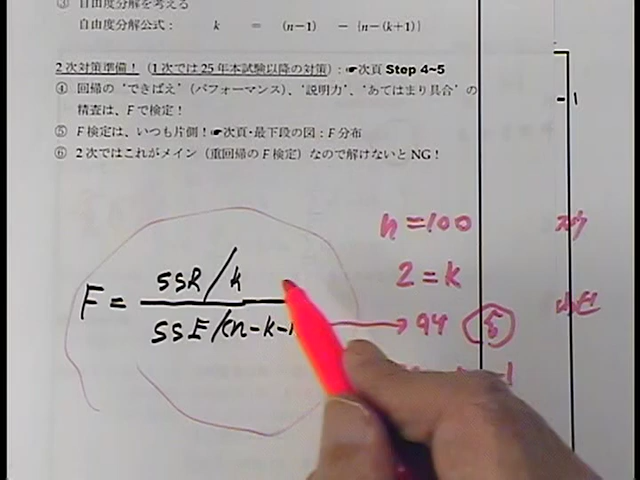 ③ 自由度分解を考える
自由度分解公式： k = (n−1) − {n−(k+1)}
2次対策準備！（1次では25年本試験以降の対策）：☛次頁 Step 4~5
④ 回帰の‘できばえ’（パフォーマンス）、‘説明力’、‘あてはまり具合’の
精査は、Fで検定！
⑤ F検定は、いつも片側！☛次頁・最下段の図：F分布
⑥ 2次ではこれがメイン（重回帰のF検定）なので解けないとNG！
n=100
2=k
F = SSR/k
SSE/(n-k-1